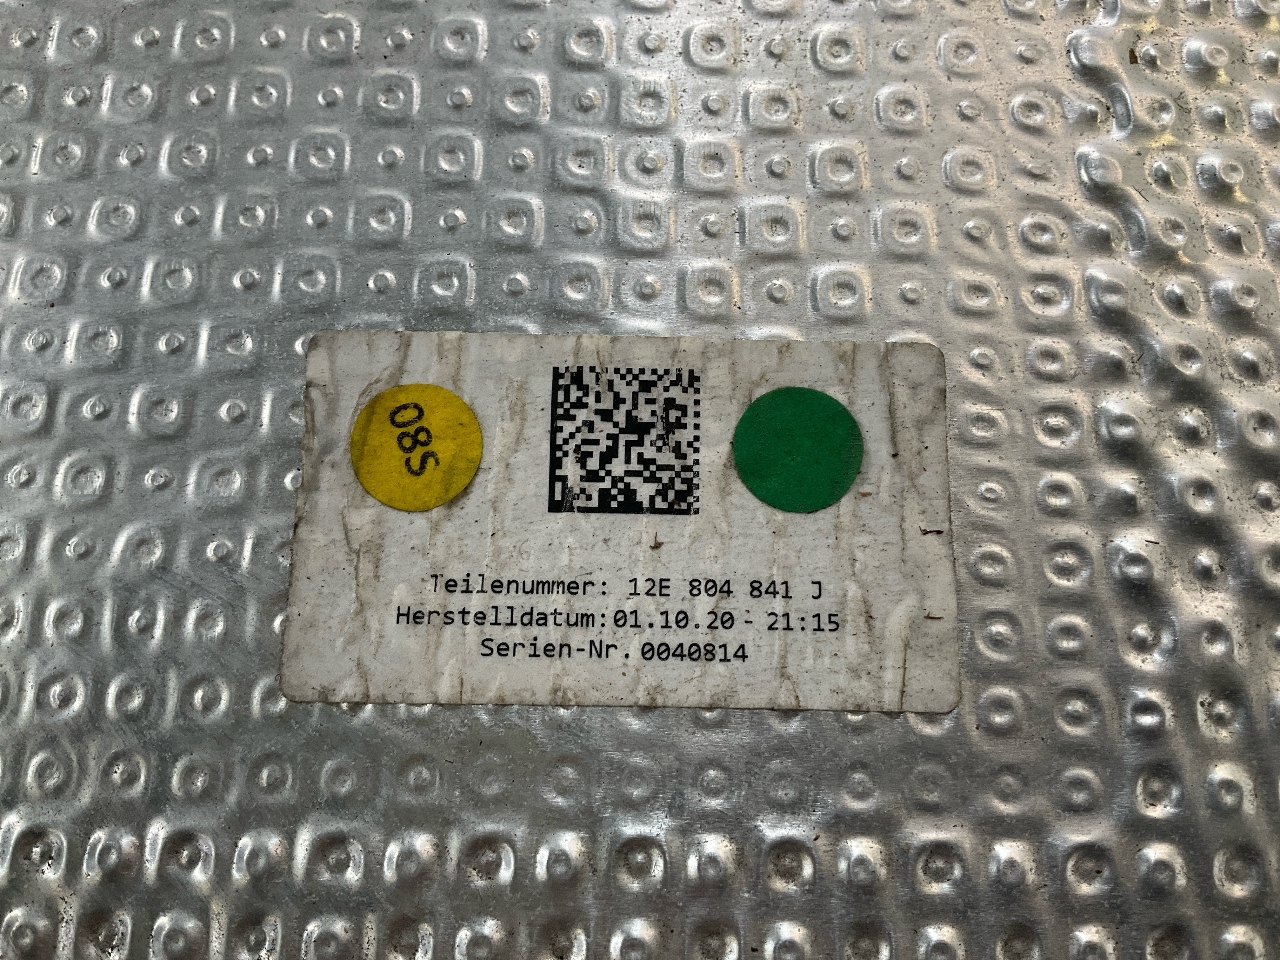 085
Teilenummer: 12E 804 841 J
Herstelldatum:01.10.20 - 21:15
Serien-Nr. 0040814